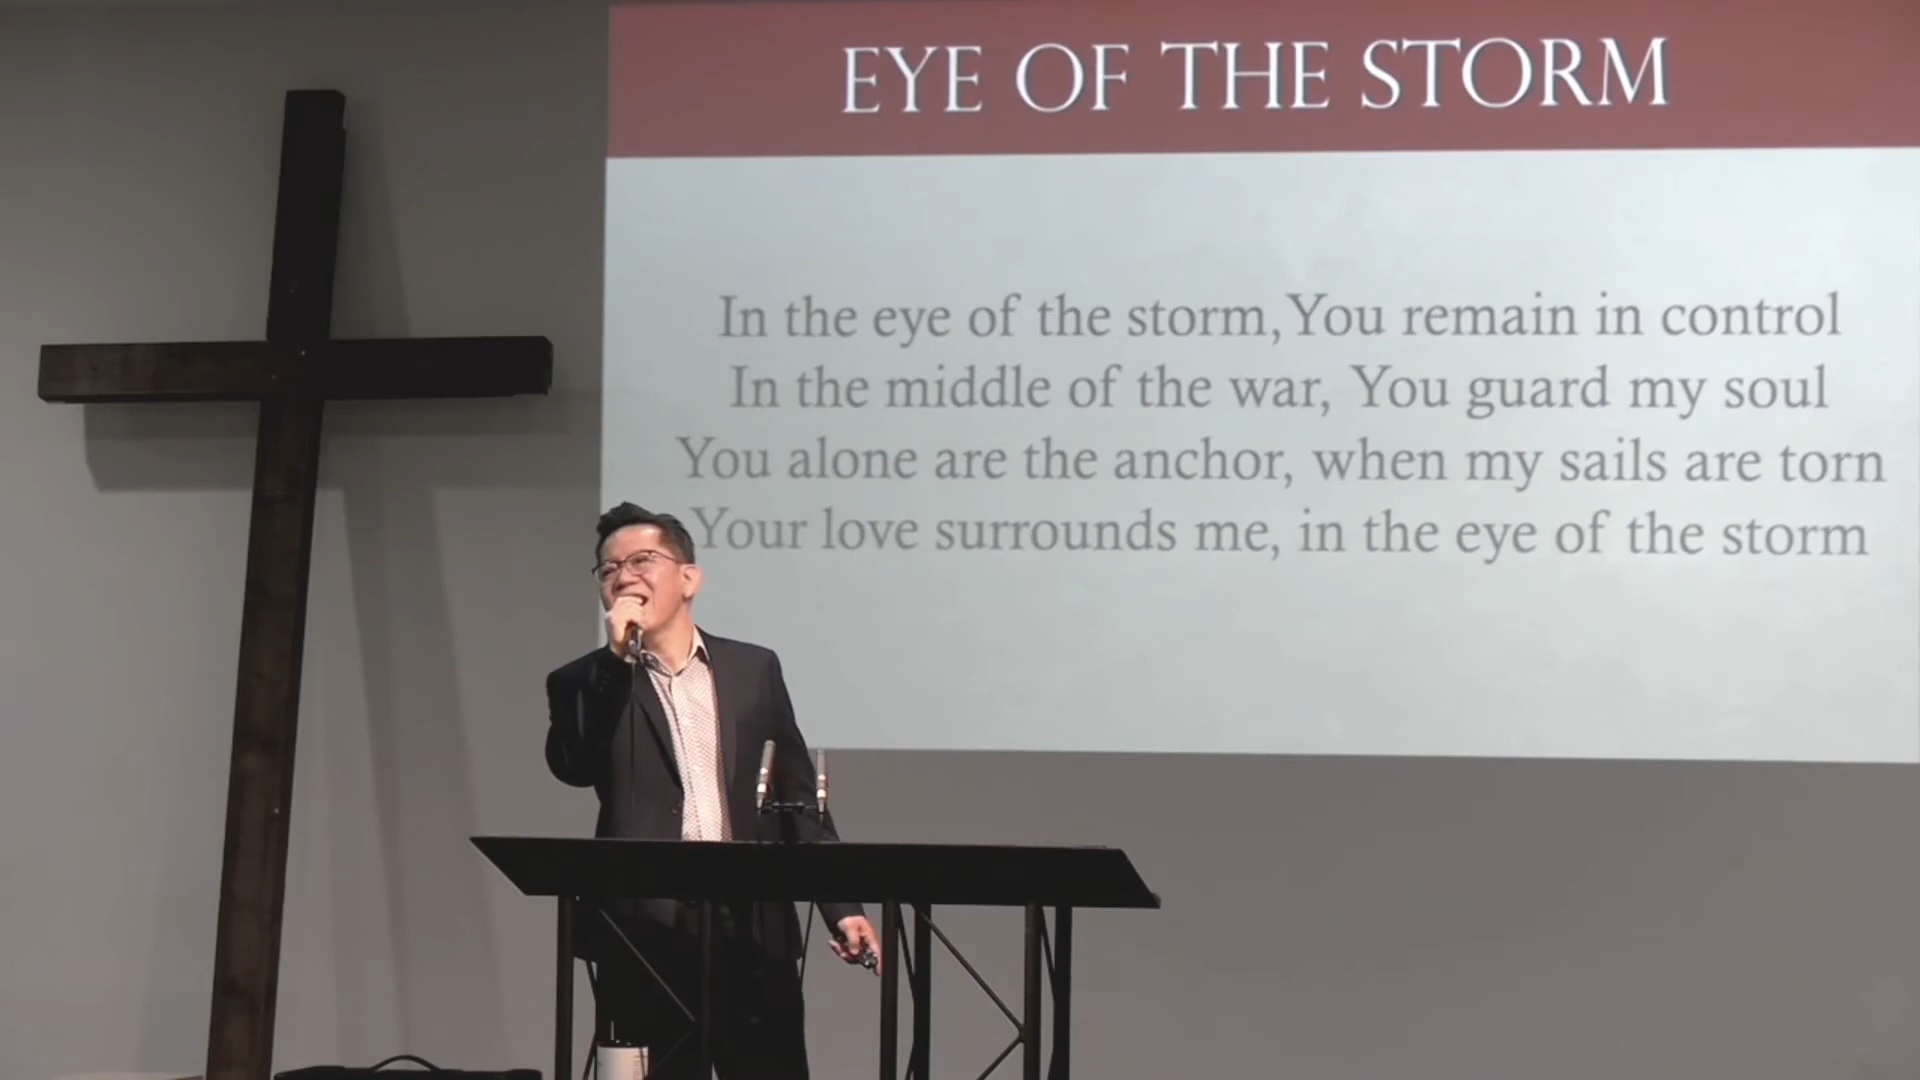 EYE OF THE STORM
In the eye of the storm, You remain in control
In the middle of the war, You guard my soul
You alone are the anchor, when my sails are torn
Your love surrounds me, in the eye of the storm